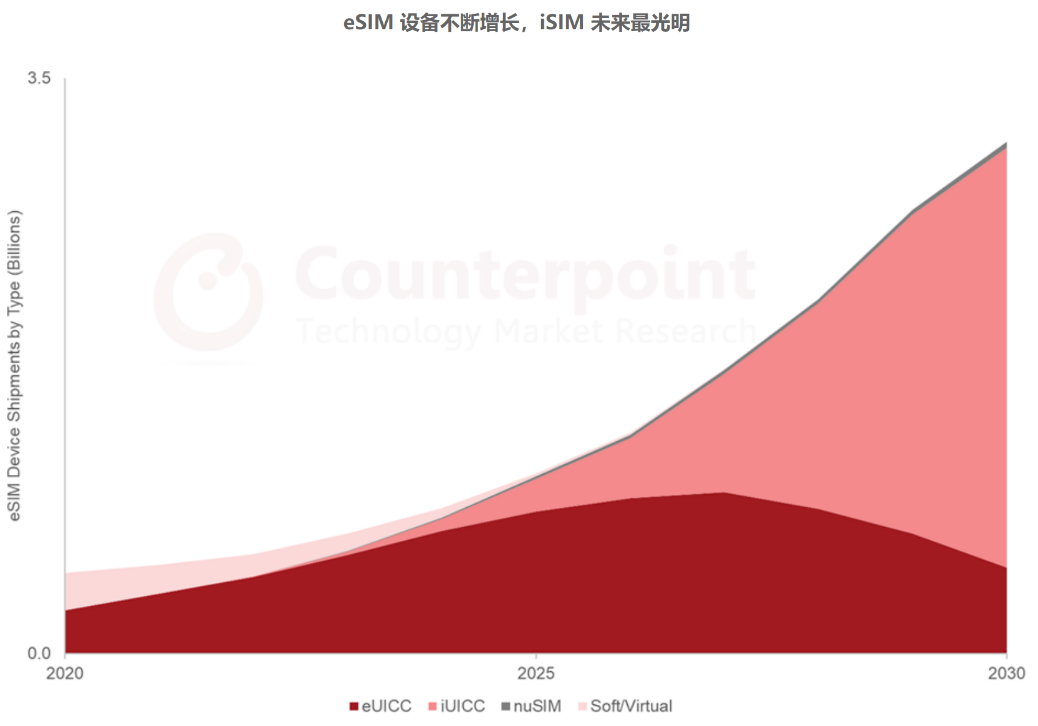 eSIM 设备不断增长，iSIM 未来最光明
3.5
eSIM Device Shipments by Type (Billions)
Counterpoint
Technology Market Research
0.0
2020 2025 2030
eUICC iUICC nuSIM Soft/Virtual